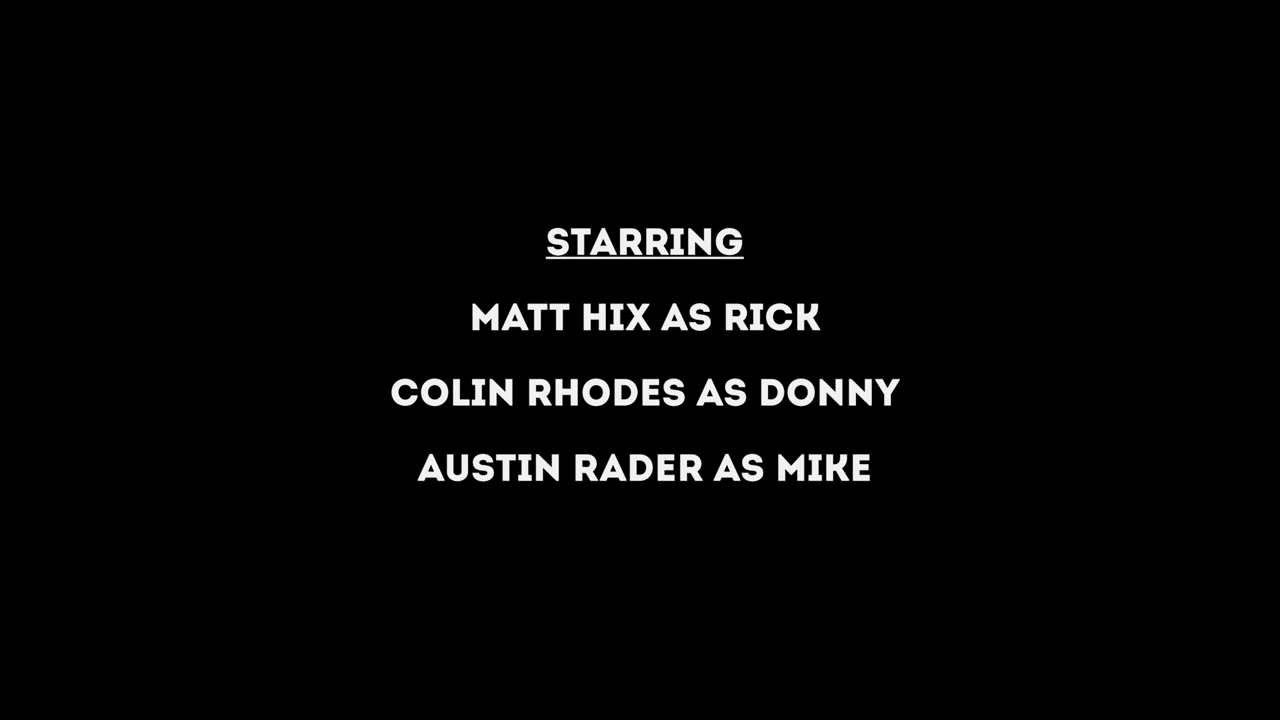 STARRING
MATT HIX AS RICK
COLIN RHODES AS DONNY
AUSTIN RADER AS MIKE